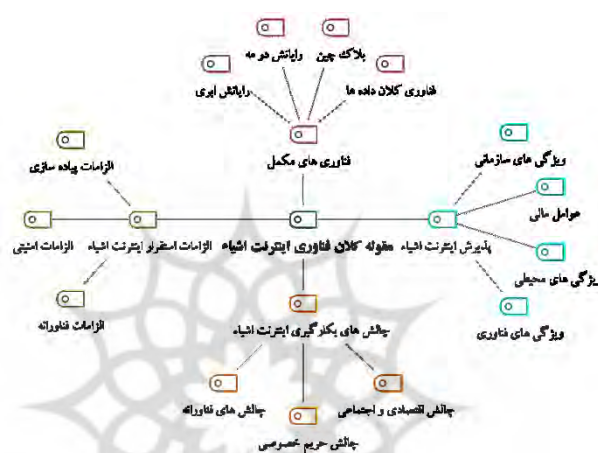 رایانش دو مه
بلاک چین
رایانش ابری
فناوری کلان داده ها
فناوری های مکمل
الزامات پیاده سازی
ویژگی های سازمانی
عوامل مالی
الزامات امنیتی
الزامات استقرار اینترنت اشیاء
مقوله کلان فناوری اینترنت اشیاء
پذیرش اینترنت اشیاء
ویژگی های محیطی
الزامات فناورانه
چالش های بکارگیری اینترنت اشیاء
ویژگی های فناوری
چالش های فناورانه
چالش حریم خصوصی
چالش اقتصادی و اجتماعی